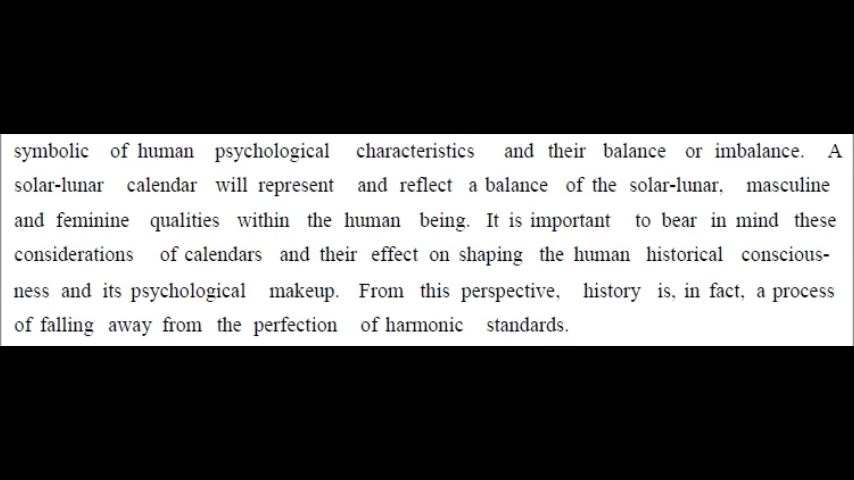 symbolic of human psychological characteristics and their balance or imbalance. A
solar-lunar calendar will represent and reflect a balance of the solar-lunar, masculine
and feminine qualities within the human being. It is important to bear in mind these
considerations of calendars and their effect on shaping the human historical conscious-
ness and its psychological makeup. From this perspective, history is, in fact, a process
of falling away from the perfection of harmonic standards.